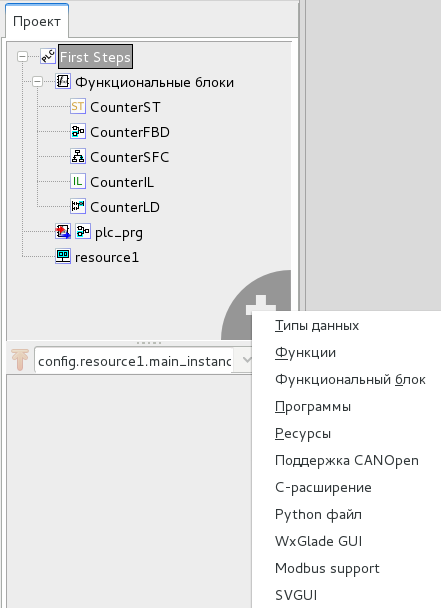 Проект
First Steps
Функциональные блоки
ST CounterST
CounterFBD
CounterSFC
IL CounterIL
CounterLD
plc_prg
resource1
config.resource1.main_instanc
Типы данных
Функции
Функциональный блок
Программы
Ресурсы
Поддержка CANOpen
С-расширение
Python файл
WxGlade GUI
Modbus support
SVGUI